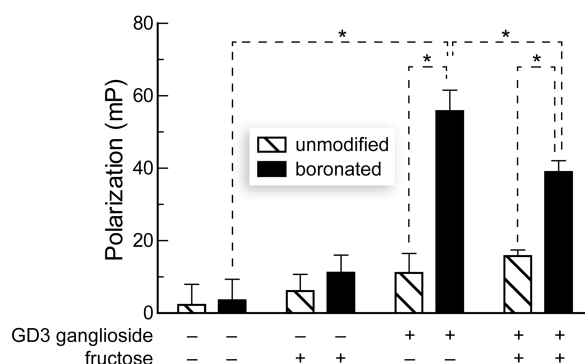 80
60
40
20
0
Polarization (mP)
* * * *
unmodified
boronated
GD3 ganglioside – – – – + + + +
fructose – – + + – – + +